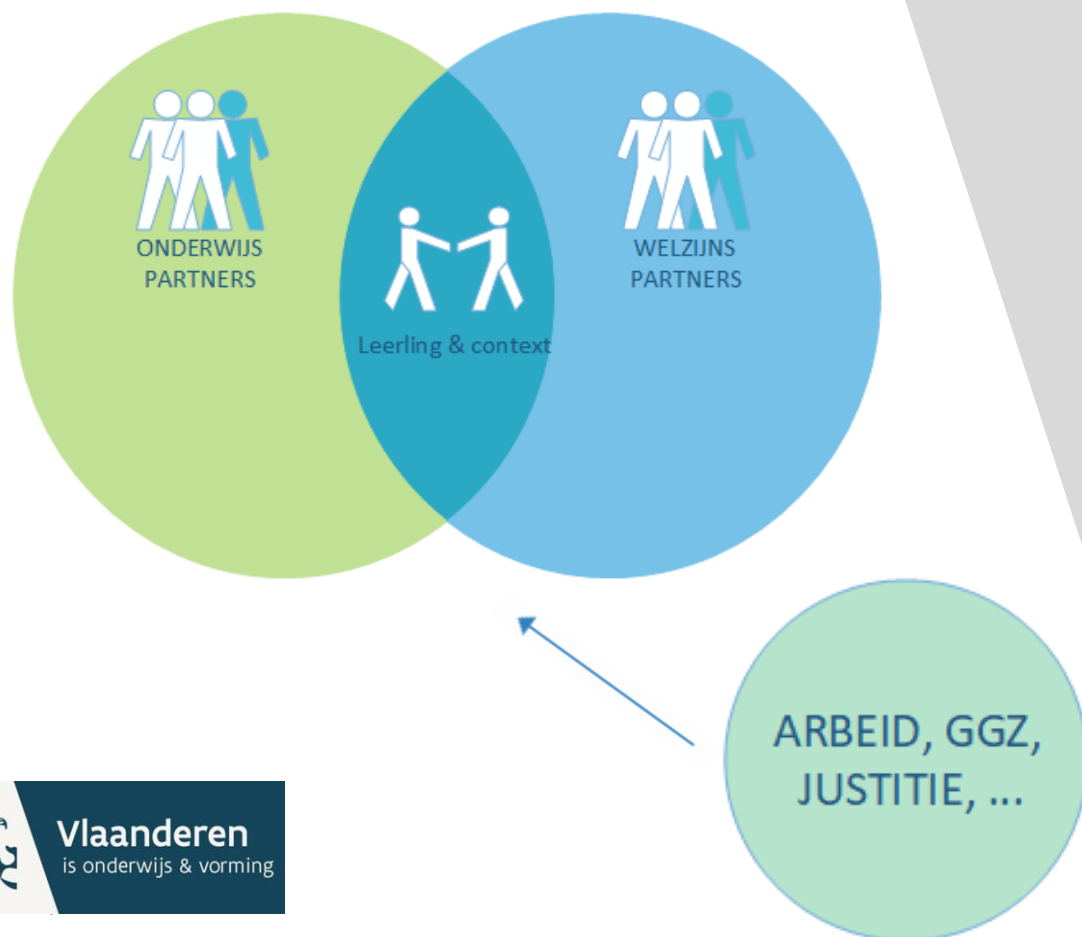 ONDERWIJS
PARTNERS
WELZIJNS
PARTNERS
Leerling & context
ARBEID, GGZ,
JUSTITIE, ...
Vlaanderen
is onderwijs & vorming